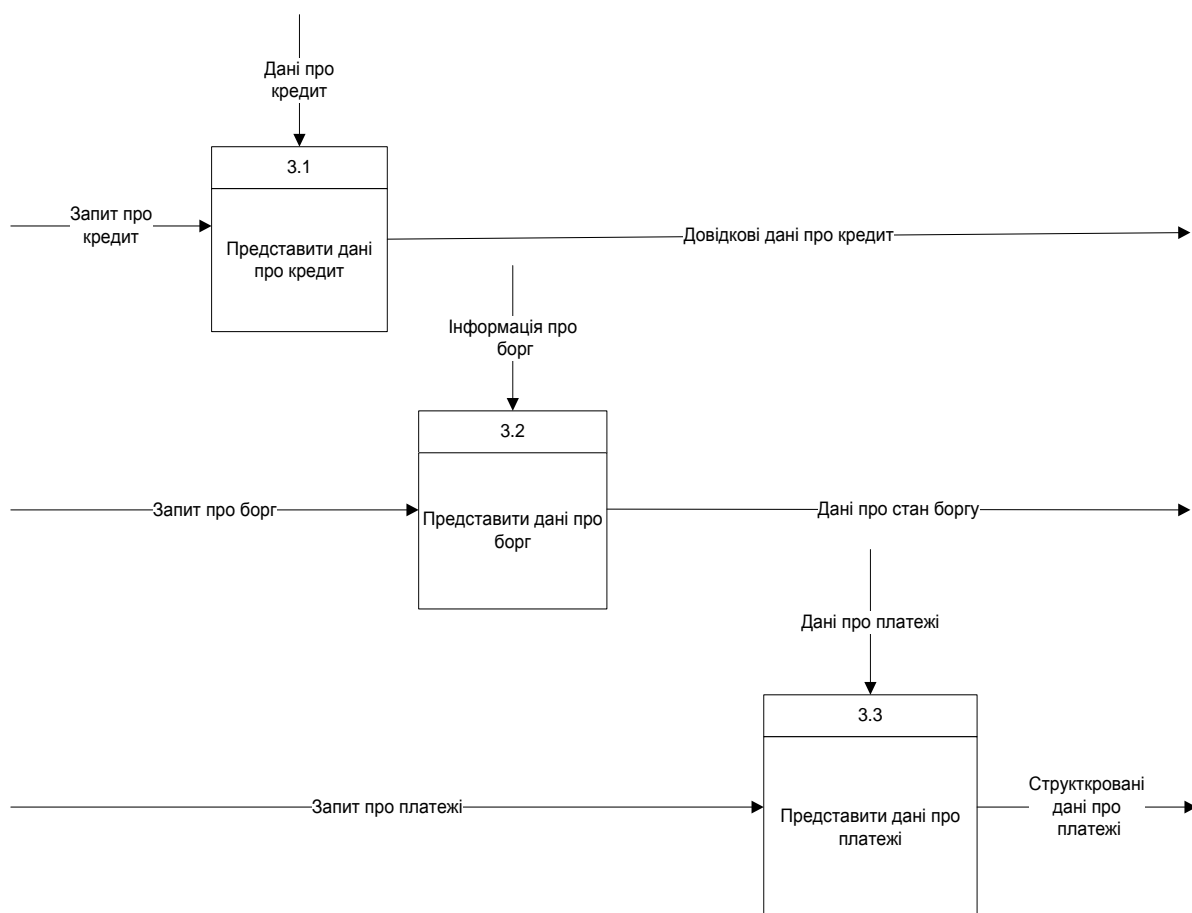 Дані про
кредит
3.1
Запит про
кредит
Представити дані
про кредит
Довідкові дані про кредит
Інформація про
борг
3.2
Запит про борг
Представити дані про
борг
Дані про стан боргу
Дані про платежі
3.3
Запит про платежі
Представити дані про
платежі
Структкровані
дані про
платежі